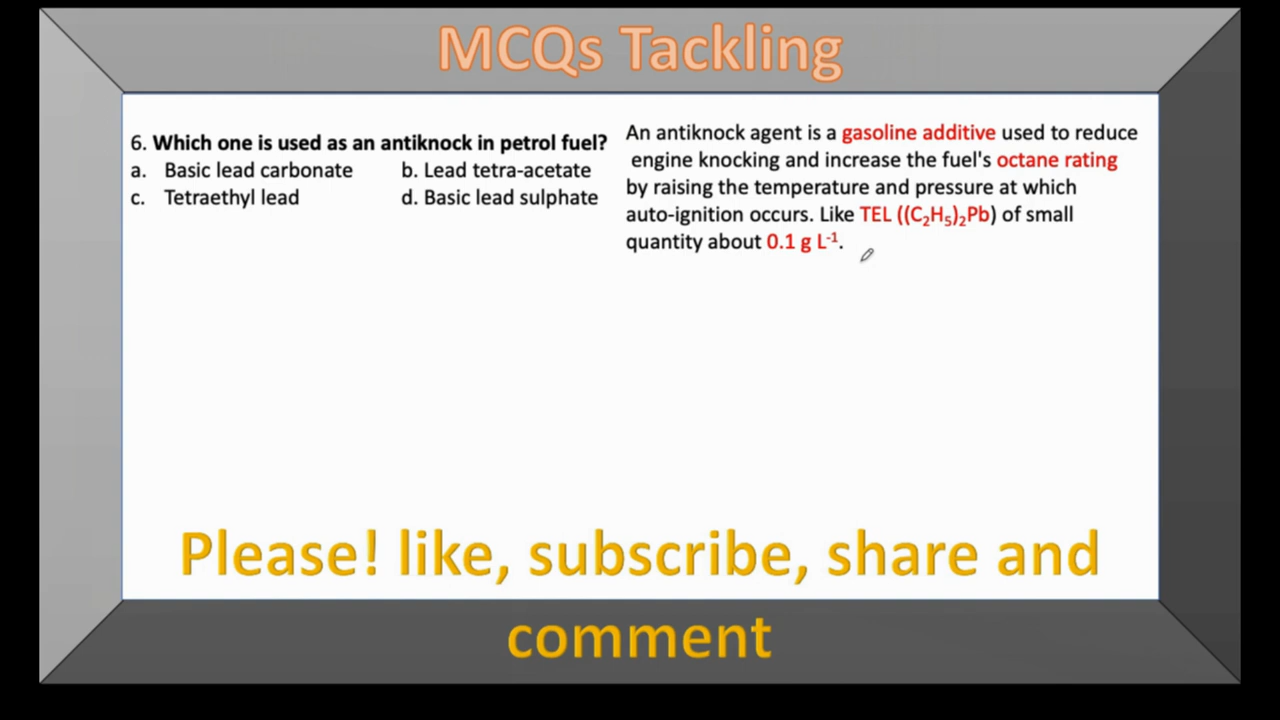 MCQs Tackling
6. Which one is used as an antiknock in petrol fuel?
a. Basic lead carbonate b. Lead tetra-acetate
c. Tetraethyl lead d. Basic lead sulphate
An antiknock agent is a gasoline additive used to reduce
engine knocking and increase the fuel's octane rating
by raising the temperature and pressure at which
auto-ignition occurs. Like TEL ((C₂H₅)₂Pb) of small
quantity about 0.1 g L⁻¹.
Please! like, subscribe, share and
comment